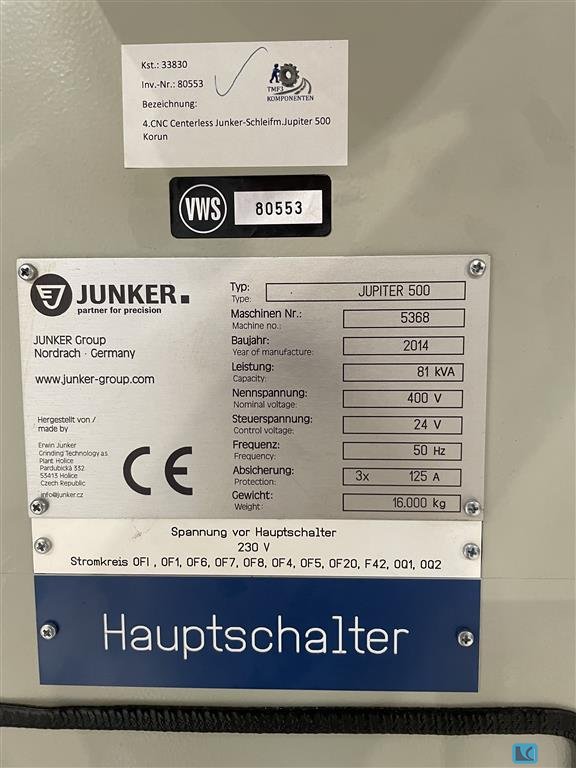 Kst.: 33830
Inv.-Nr.: 80553
Bezeichnung:
TMF3
KOMPONENTEN
4.CNC Centerless Junker-Schleifm.Jupiter 500
Korun
VWS 80553
JUNKER.
partner for precision
JUNKER Group
Nordrach · Germany
www.junker-group.com
Hergestellt von /
made by
Erwin Junker
Grinding Technology a.s
Plant Holice
Pardubická 332
53413 Holice
Czech Republic
info@junker.cz
CE
Typ: JUPITER 500
Type:
Maschinen Nr.: 5368
Machine no.:
Baujahr: 2014
Year of manufacture:
Leistung: 81 kVA
Capacity:
Nennspannung: 400 V
Nominal voltage:
Steuerspannung: 24 V
Control voltage:
Frequenz: 50 Hz
Frequency:
Absicherung: 3x 125 A
Protection:
Gewicht: 16.000 kg
Weight:
Spannung vor Hauptschalter
230 V
Stromkreis 0F1, 0F1, 0F6, 0F7, 0F8, 0F4, 0F5, 0F20, F42, 0Q1, 0Q2
Hauptschalter